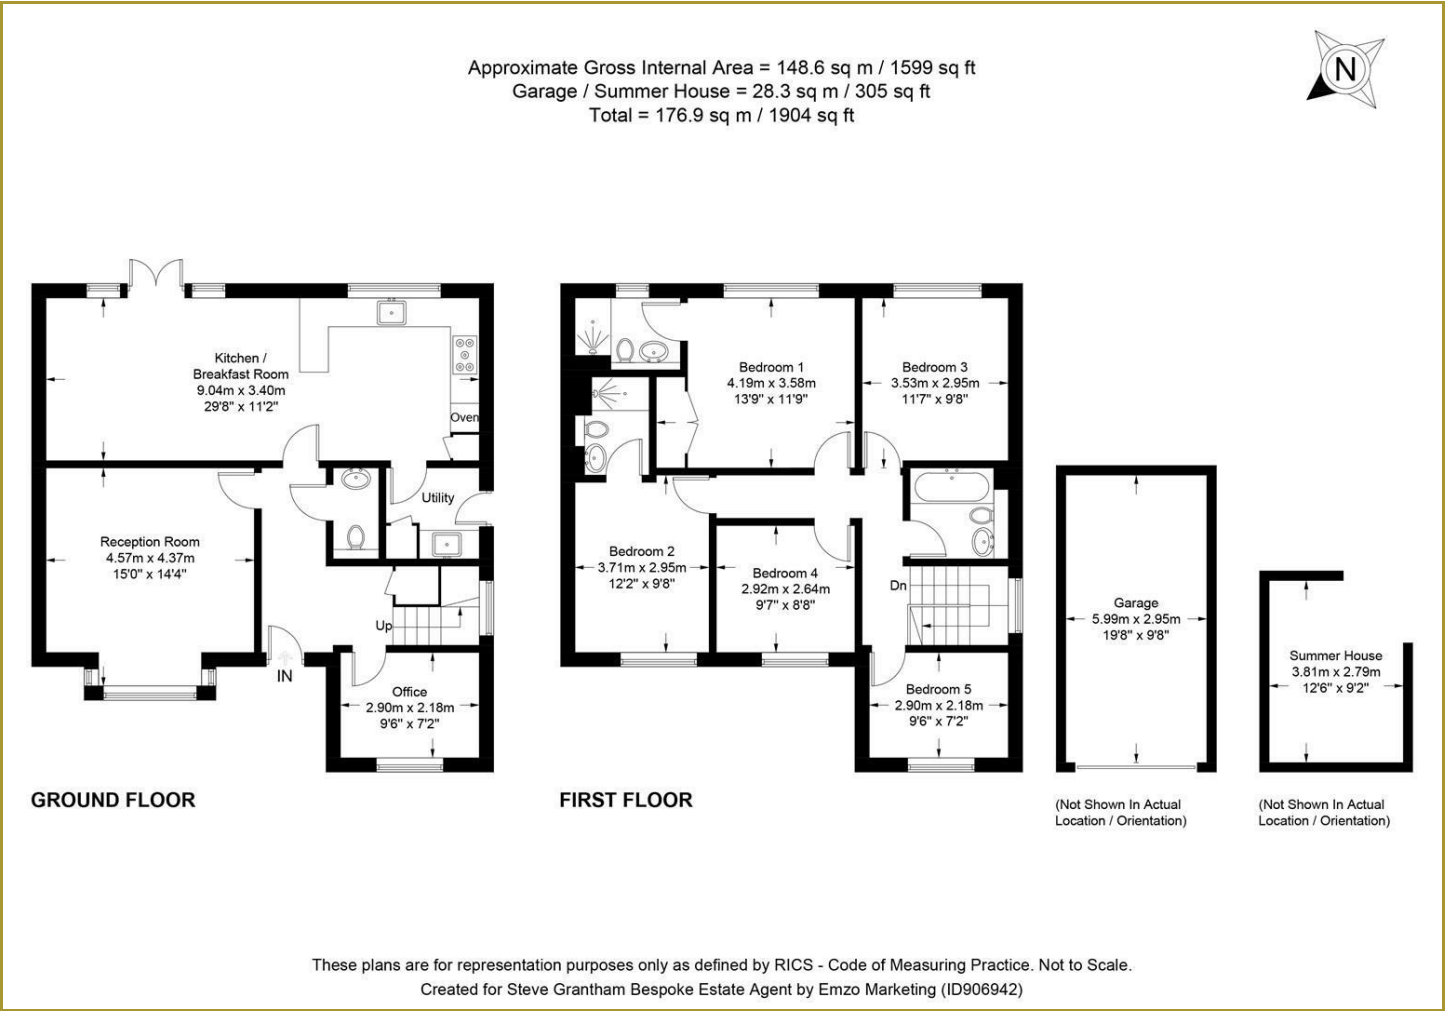 Approximate Gross Internal Area = 148.6 sq m / 1599 sq ft
Garage / Summer House = 28.3 sq m / 305 sq ft
Total = 176.9 sq m / 1904 sq ft
N
Kitchen /
Breakfast Room
9.04m x 3.40m
29'8" x 11'2"
Oven
Utility
Reception Room
4.57m x 4.37m
15'0" x 14'4"
Up
IN
Office
2.90m x 2.18m
9'6" x 7'2"
GROUND FLOOR
Bedroom 1
4.19m x 3.58m
13'9" x 11'9"
Bedroom 3
3.53m x 2.95m
11'7" x 9'8"
Bedroom 2
3.71m x 2.95m
12'2" x 9'8"
Bedroom 4
2.92m x 2.64m
9'7" x 8'8"
Dn
Bedroom 5
2.90m x 2.18m
9'6" x 7'2"
FIRST FLOOR
Garage
5.99m x 2.95m
19'8" x 9'8"
(Not Shown In Actual
Location / Orientation)
Summer House
3.81m x 2.79m
12'6" x 9'2"
(Not Shown In Actual
Location / Orientation)
These plans are for representation purposes only as defined by RICS - Code of Measuring Practice. Not to Scale.
Created for Steve Grantham Bespoke Estate Agent by Emzo Marketing (ID906942)